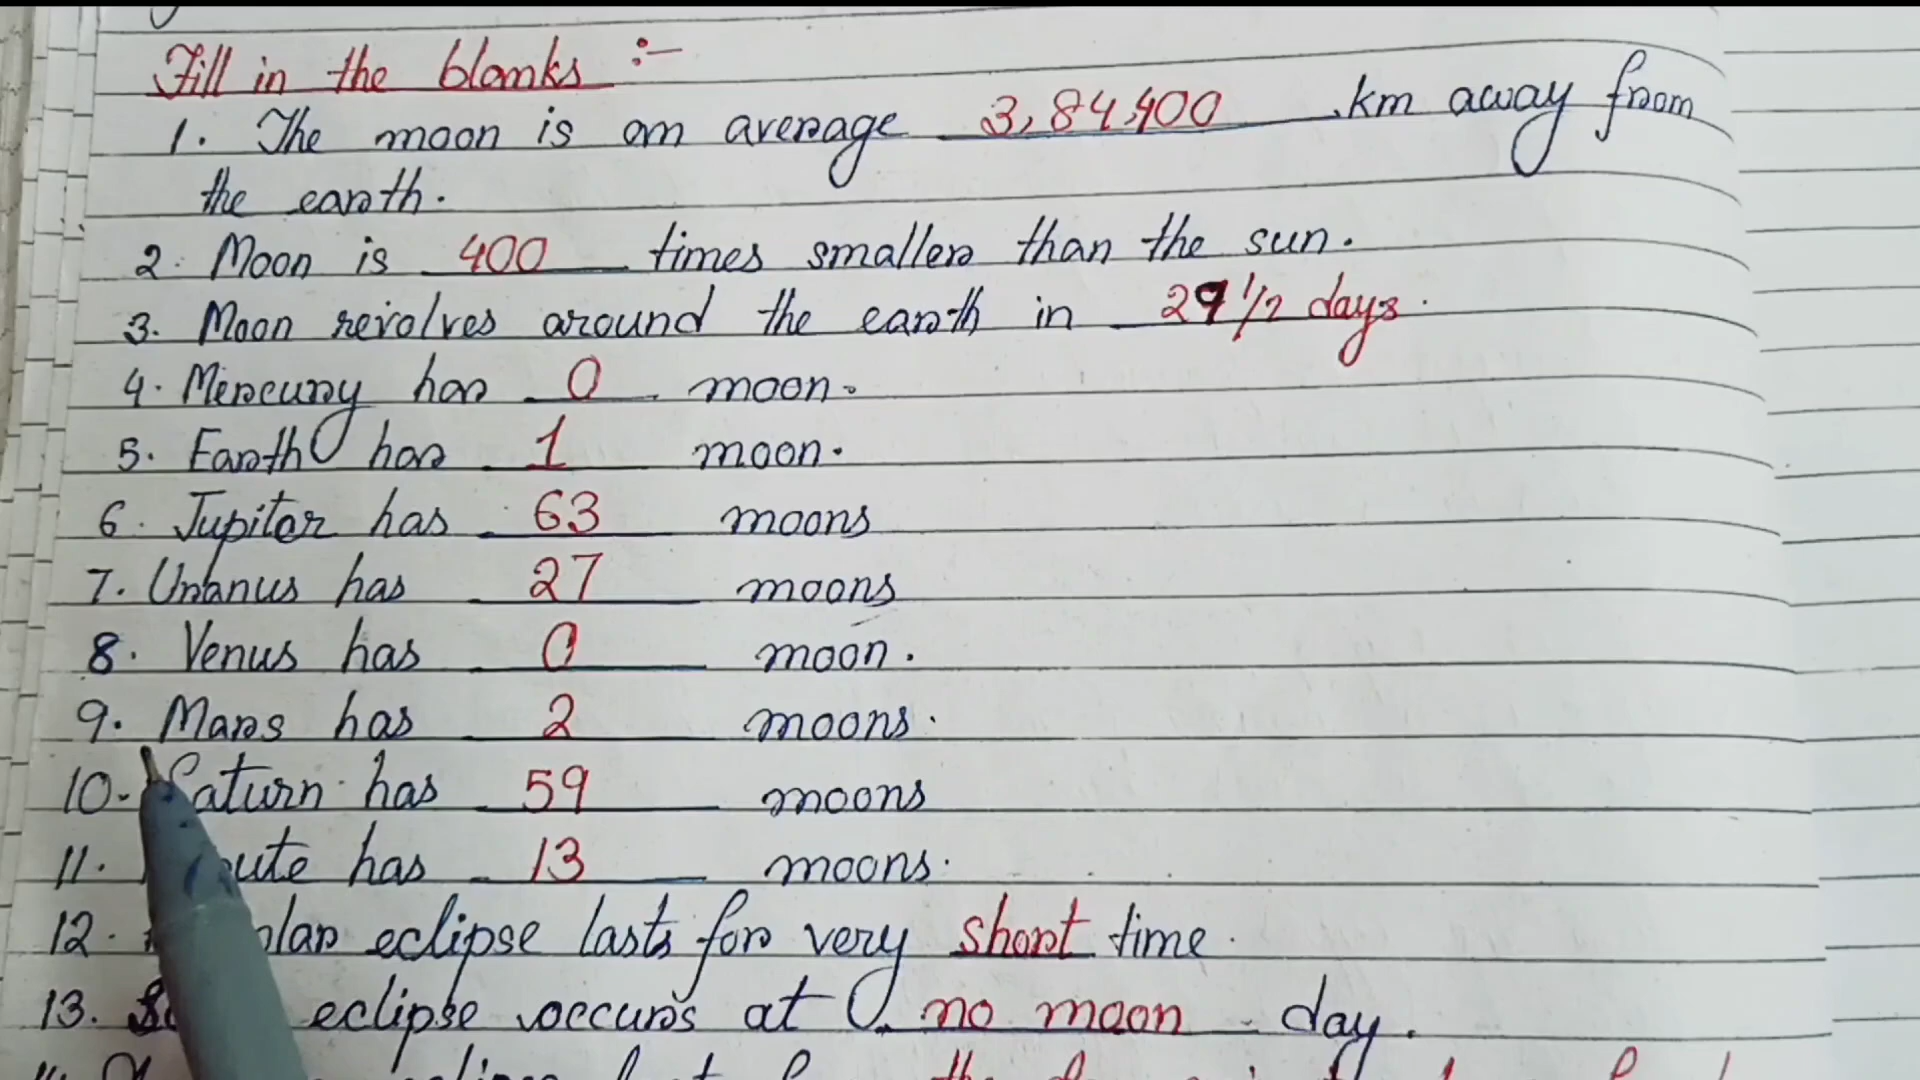 Fill in the blanks :-
1. The moon is an average 3,84,400 km away from
the earth.
2. Moon is 400 times smaller than the sun.
3. Moon revolves around the earth in 29 1/2 days.
4. Mercury has 0 moon.
5. Earth has 1 moon.
6. Jupiter has 63 moons
7. Uranus has 27 moons
8. Venus has 0 moon.
9. Mars has 2 moons.
10. Saturn has 59 moons
11. has 13 moons.
12. eclipse lasts for very short time.
13. eclipse occurs at no moon day.